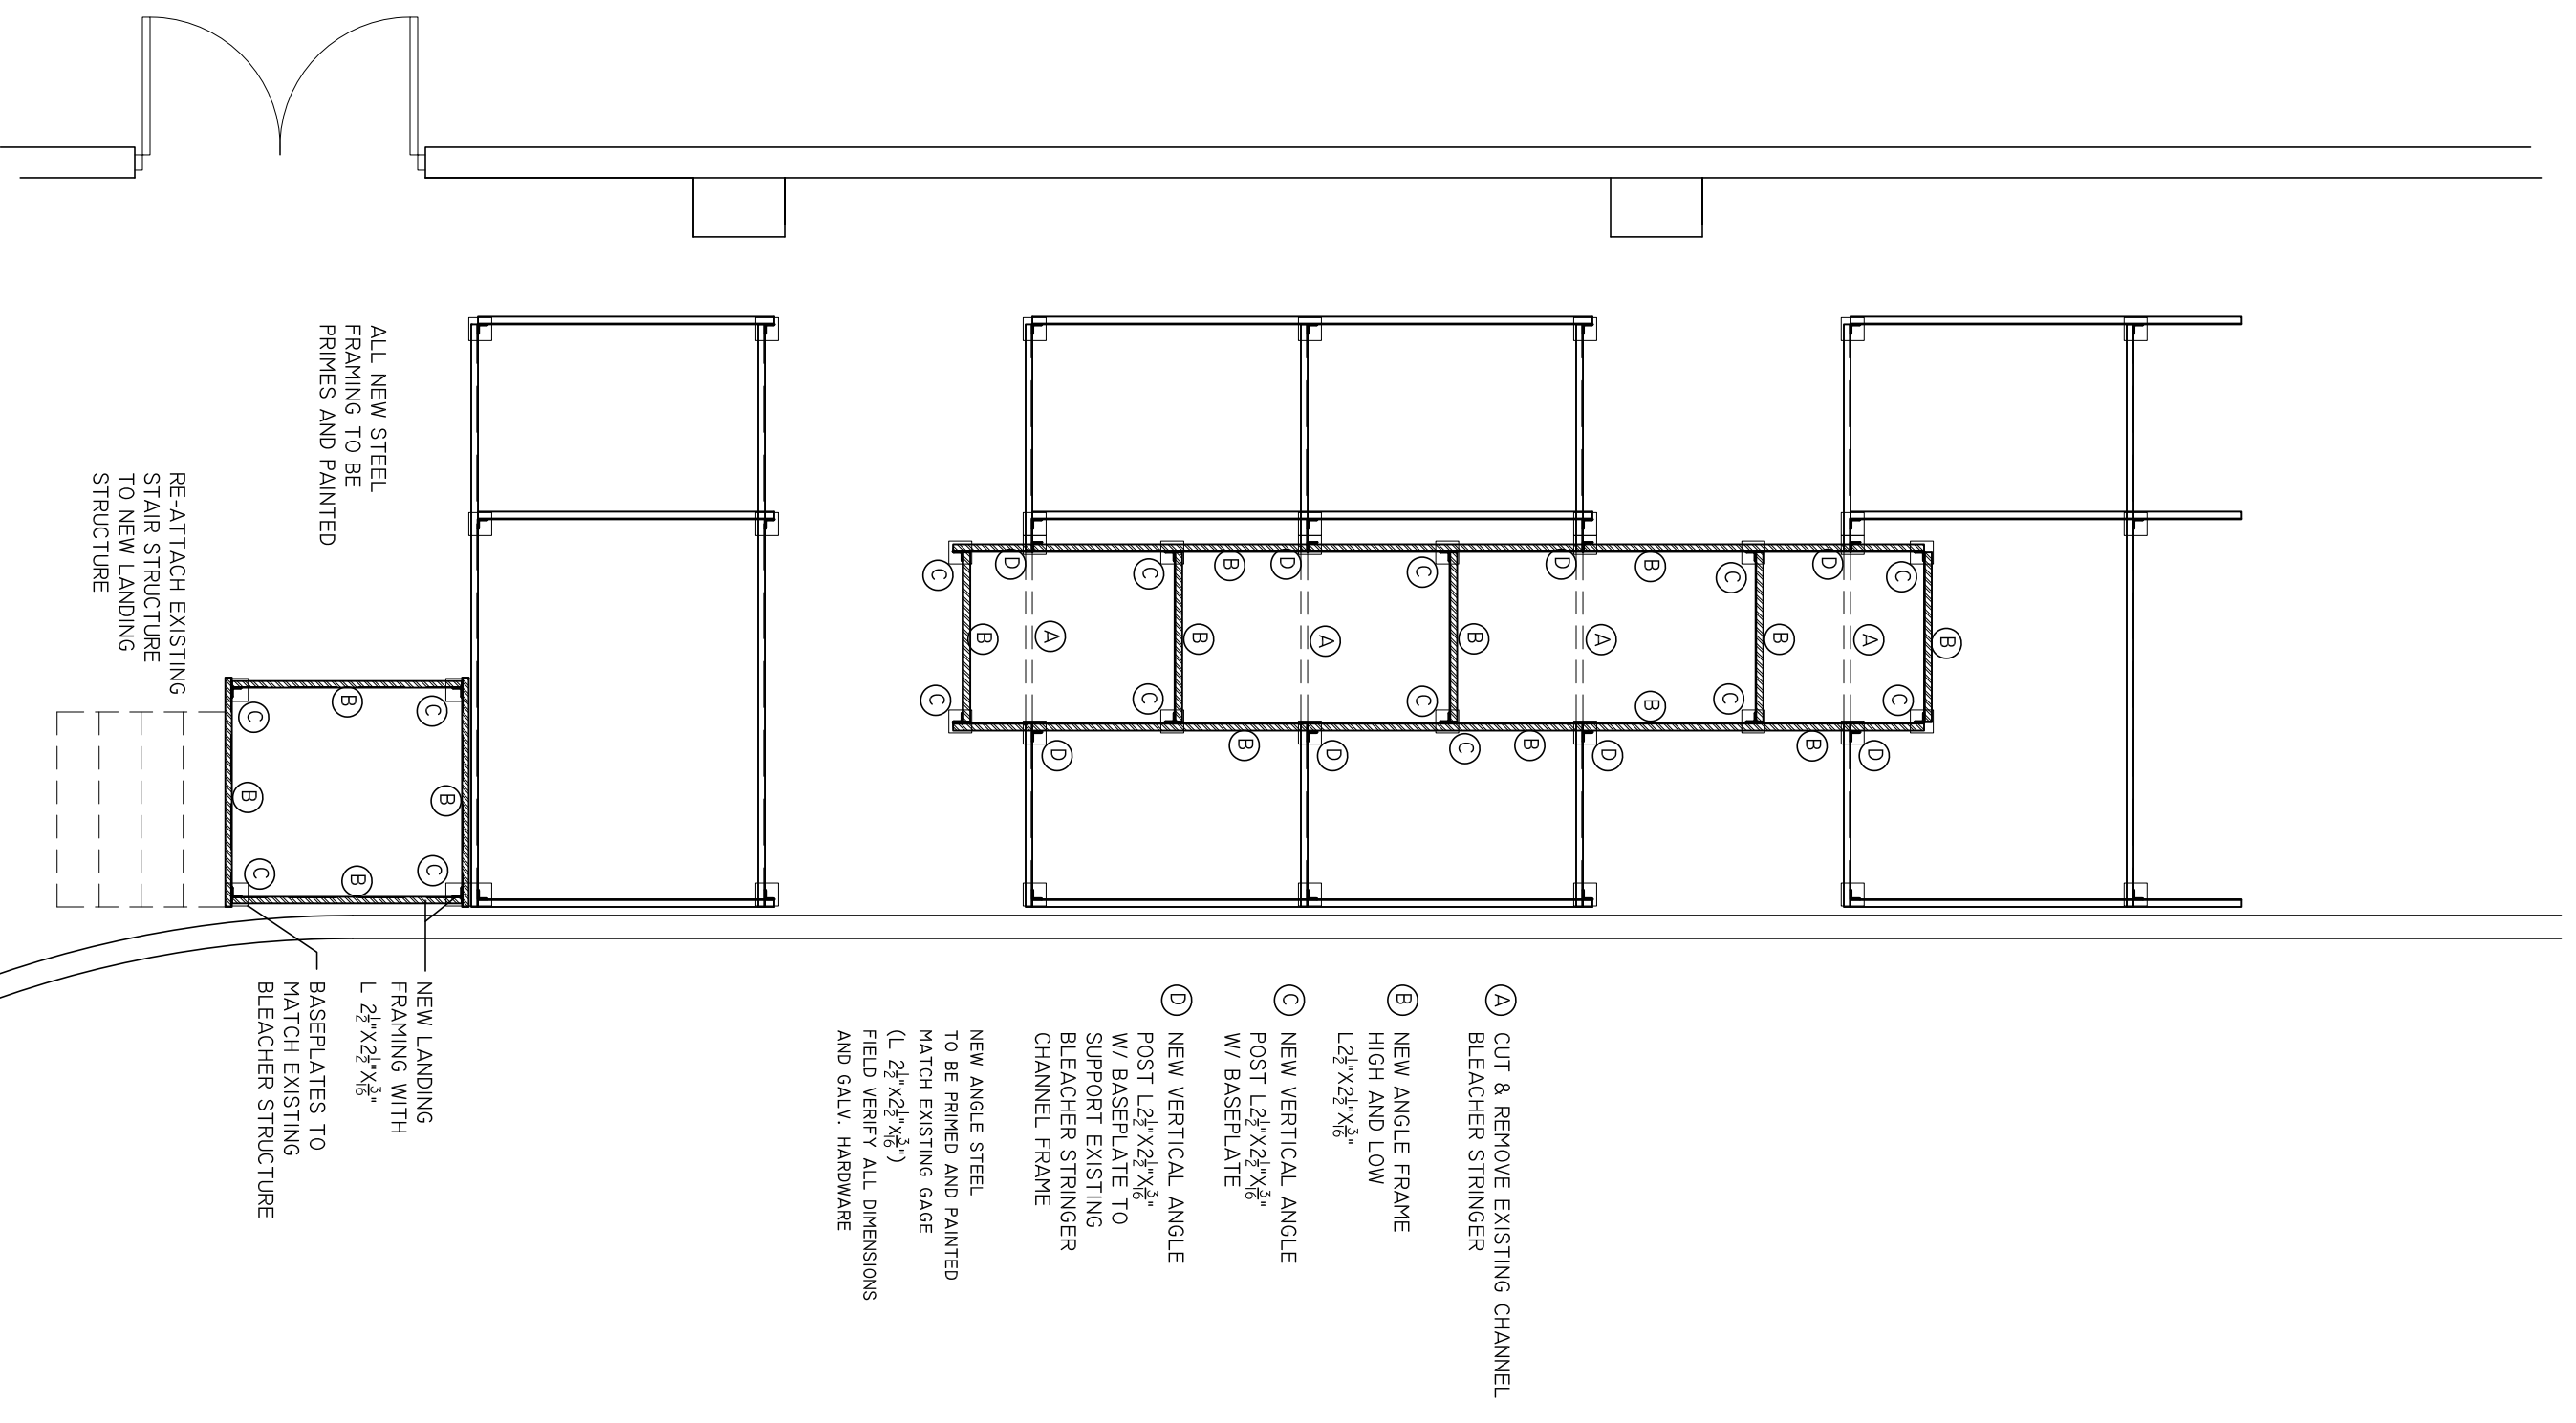 ALL NEW STEEL
FRAMING TO BE
PRIMES AND PAINTED
RE-ATTACH EXISTING
STAIR STRUCTURE
TO NEW LANDING
STRUCTURE
C
D
C
B
D
C
D
B
C
D
C
B
A
B
A
B
A
B
A
B
C
C
C
C
C
D
B
D
C
B
B
D
B
D
C
B
C
B
B
C
B
C
NEW LANDING
FRAMING WITH
L 2½"X2½"X3/16"
BASEPLATES TO
MATCH EXISTING
BLEACHER STRUCTURE
A CUT & REMOVE EXISTING CHANNEL
BLEACHER STRINGER
B NEW ANGLE FRAME
HIGH AND LOW
L2½"X2½"X3/16"
C NEW VERTICAL ANGLE
POST L2½"X2½"X3/16"
W/ BASEPLATE
D NEW VERTICAL ANGLE
POST L2½"X2½"X3/16"
W/ BASEPLATE TO
SUPPORT EXISTING
BLEACHER STRINGER
CHANNEL FRAME
NEW ANGLE STEEL
TO BE PRIMED AND PAINTED
MATCH EXISTING GAGE
(L 2½"X2½"X3/16")
FIELD VERIFY ALL DIMENSIONS
AND GALV. HARDWARE